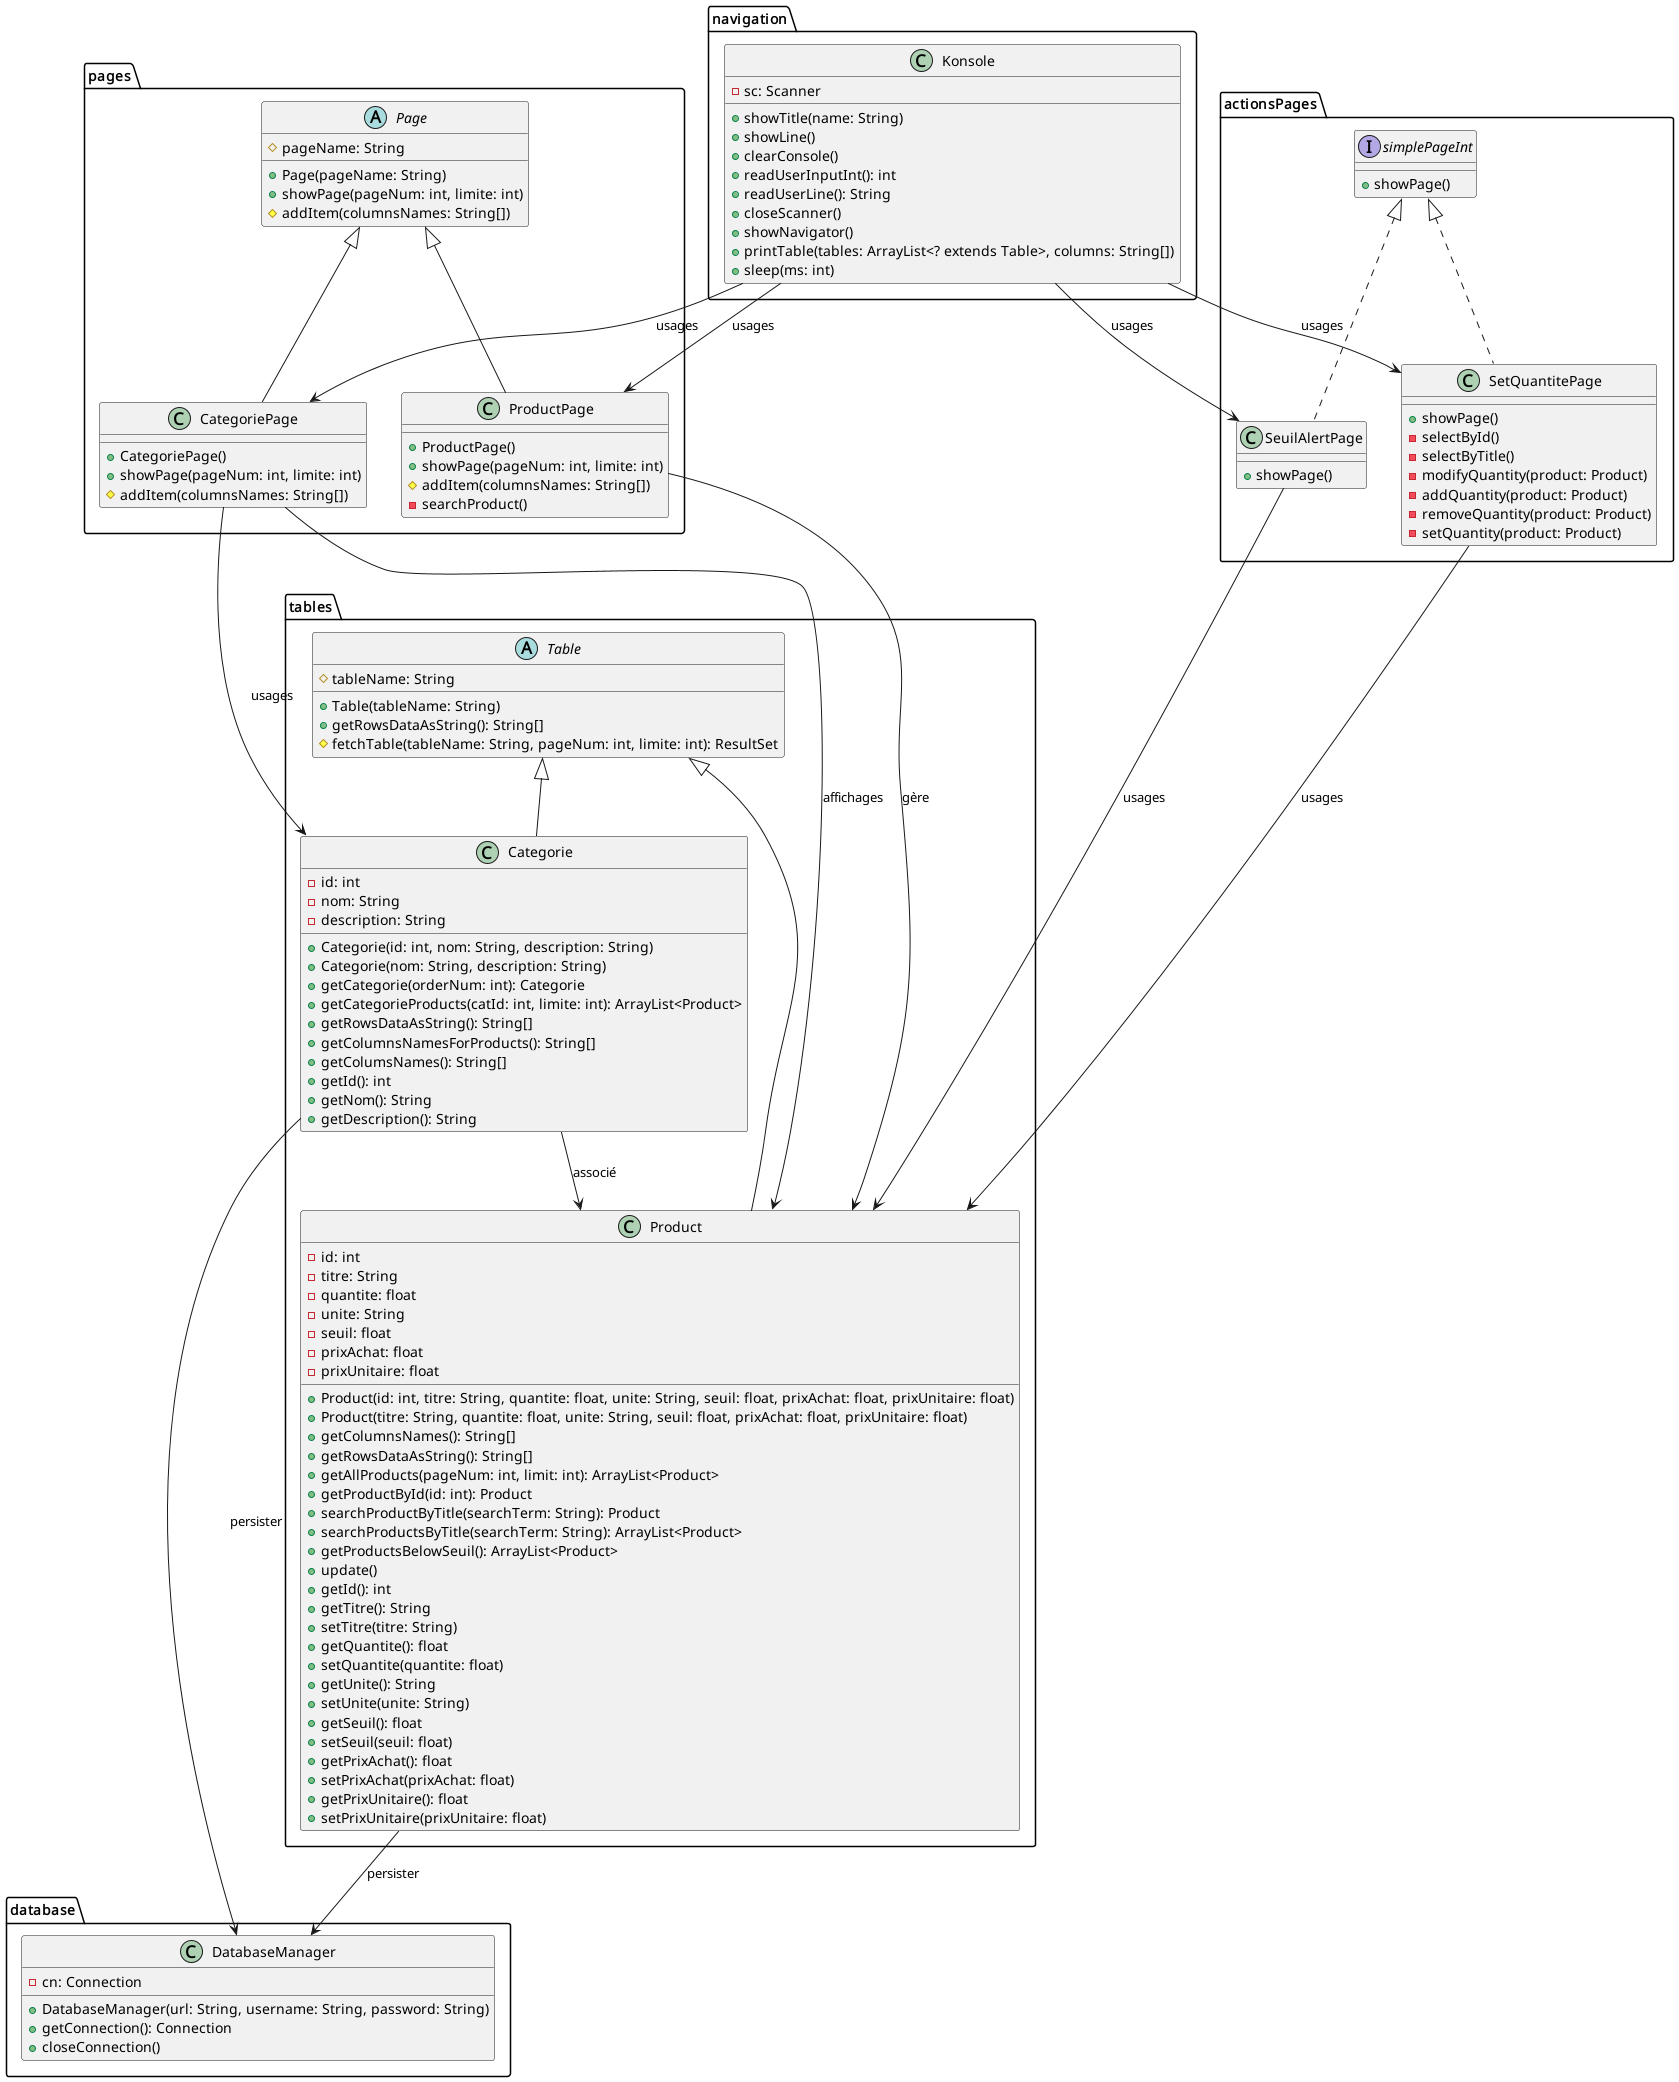 navigation
Konsole
sc: Scanner
showTitle(name: String)
showLine()
clearConsole()
readUserInputInt(): int
readUserLine(): String
closeScanner()
showNavigator()
printTable(tables: ArrayList<? extends Table>, columns: String[])
sleep(ms: int)
pages
Page
pageName: String
Page(pageName: String)
showPage(pageNum: int, limite: int)
addItem(columnsNames: String[])
actionsPages
simplePageInt
showPage()
usages
usages
usages
usages
CategoriePage
CategoriePage()
showPage(pageNum: int, limite: int)
addItem(columnsNames: String[])
ProductPage
ProductPage()
showPage(pageNum: int, limite: int)
addItem(columnsNames: String[])
searchProduct()
SeuilAlertPage
showPage()
SetQuantitePage
showPage()
selectById()
selectByTitle()
modifyQuantity(product: Product)
addQuantity(product: Product)
removeQuantity(product: Product)
setQuantity(product: Product)
tables
Table
tableName: String
Table(tableName: String)
getRowsDataAsString(): String[]
fetchTable(tableName: String, pageNum: int, limite: int): ResultSet
usages
affichages
gère
usages
usages
Categorie
id: int
nom: String
description: String
Categorie(id: int, nom: String, description: String)
Categorie(nom: String, description: String)
getCategorie(orderNum: int): Categorie
getCategorieProducts(catId: int, limite: int): ArrayList<Product>
getRowsDataAsString(): String[]
getColumnsNamesForProducts(): String[]
getColumsNames(): String[]
getId(): int
getNom(): String
getDescription(): String
associé
Product
id: int
titre: String
quantite: float
unite: String
seuil: float
prixAchat: float
prixUnitaire: float
Product(id: int, titre: String, quantite: float, unite: String, seuil: float, prixAchat: float, prixUnitaire: float)
Product(titre: String, quantite: float, unite: String, seuil: float, prixAchat: float, prixUnitaire: float)
getColumnsNames(): String[]
getRowsDataAsString(): String[]
getAllProducts(pageNum: int, limit: int): ArrayList<Product>
getProductById(id: int): Product
searchProductByTitle(searchTerm: String): Product
searchProductsByTitle(searchTerm: String): ArrayList<Product>
getProductsBelowSeuil(): ArrayList<Product>
update()
getId(): int
getTitre(): String
setTitre(titre: String)
getQuantite(): float
setQuantite(quantite: float)
getUnite(): String
setUnite(unite: String)
getSeuil(): float
setSeuil(seuil: float)
getPrixAchat(): float
setPrixAchat(prixAchat: float)
getPrixUnitaire(): float
setPrixUnitaire(prixUnitaire: float)
persister
persister
database
DatabaseManager
cn: Connection
DatabaseManager(url: String, username: String, password: String)
getConnection(): Connection
closeConnection()